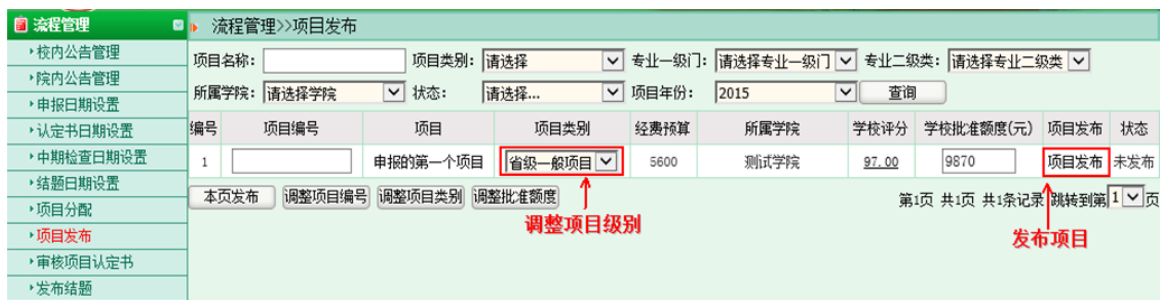 流程管理
校内公告管理
院内公告管理
申报日期设置
认定书日期设置
中期检查日期设置
结题日期设置
项目分配
项目发布
审核项目认定书
发布结题
流程管理>>项目发布
项目名称: 项目类别: 请选择 专业一级门: 请选择专业一级门 专业二级类: 请选择专业二级类
所属学院: 请选择学院 状态: 请选择... 项目年份: 2015 查询
编号 项目编号 项目 项目类别 经费预算 所属学院 学校评分 学校批准额度(元) 项目发布 状态
1 申报的第一个项目 省级一般项目 5600 测试学院 97.00 9870 项目发布 未发布
本页发布 调整项目编号 调整项目类别 调整批准额度 第1页 共1页 共1条记录 跳转到第 1 页
调整项目级别
发布项目